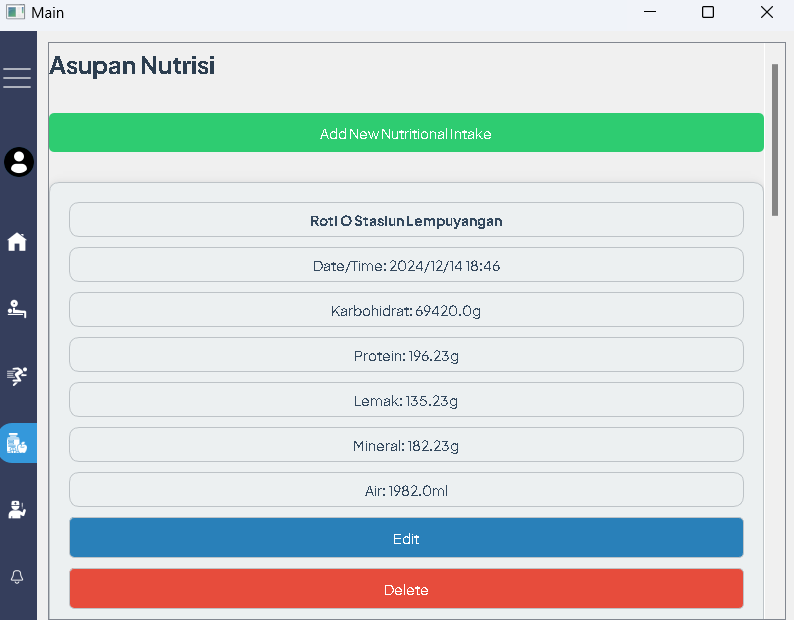 Main
Asupan Nutrisi
Add New Nutritional Intake
Roti O Stasiun Lempuyangan
Date/Time: 2024/12/14 18:46
Karbohidrat: 69420.0g
Protein: 196.23g
Lemak: 135.23g
Mineral: 182.23g
Air: 1982.0ml
Edit
Delete